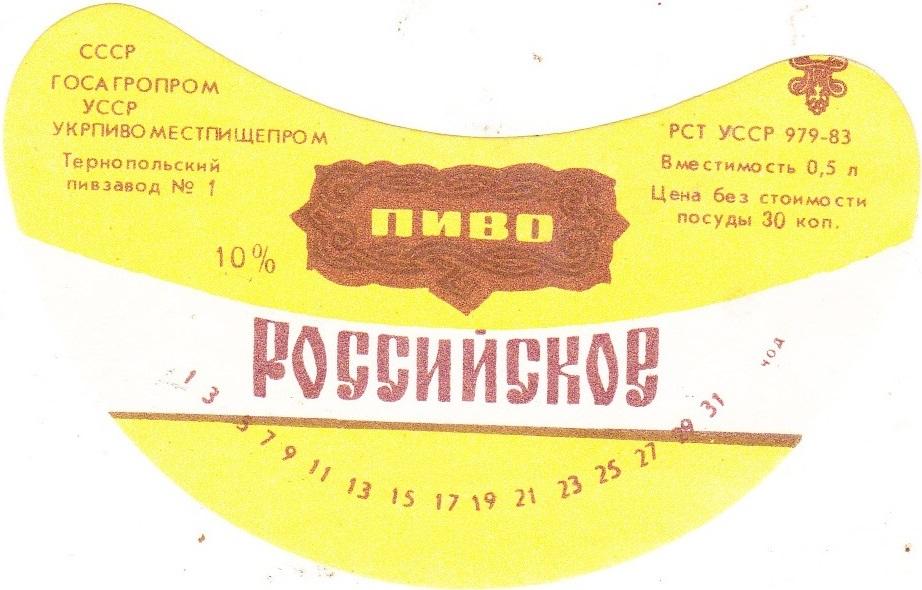 СССР
ГОСАГРОПРОМ
УССР
УКРПИВОМЕСТПИЩЕПРОМ
Тернопольский
пивзавод № 1
10%
ПИВО
РСТ УССР 979-83
Вместимость 0,5 л
Цена без стоимости
посуды 30 коп.
РОССИЙСКОЕ
1 3 5 7 9 11 13 15 17 19 21 23 25 27 29 31